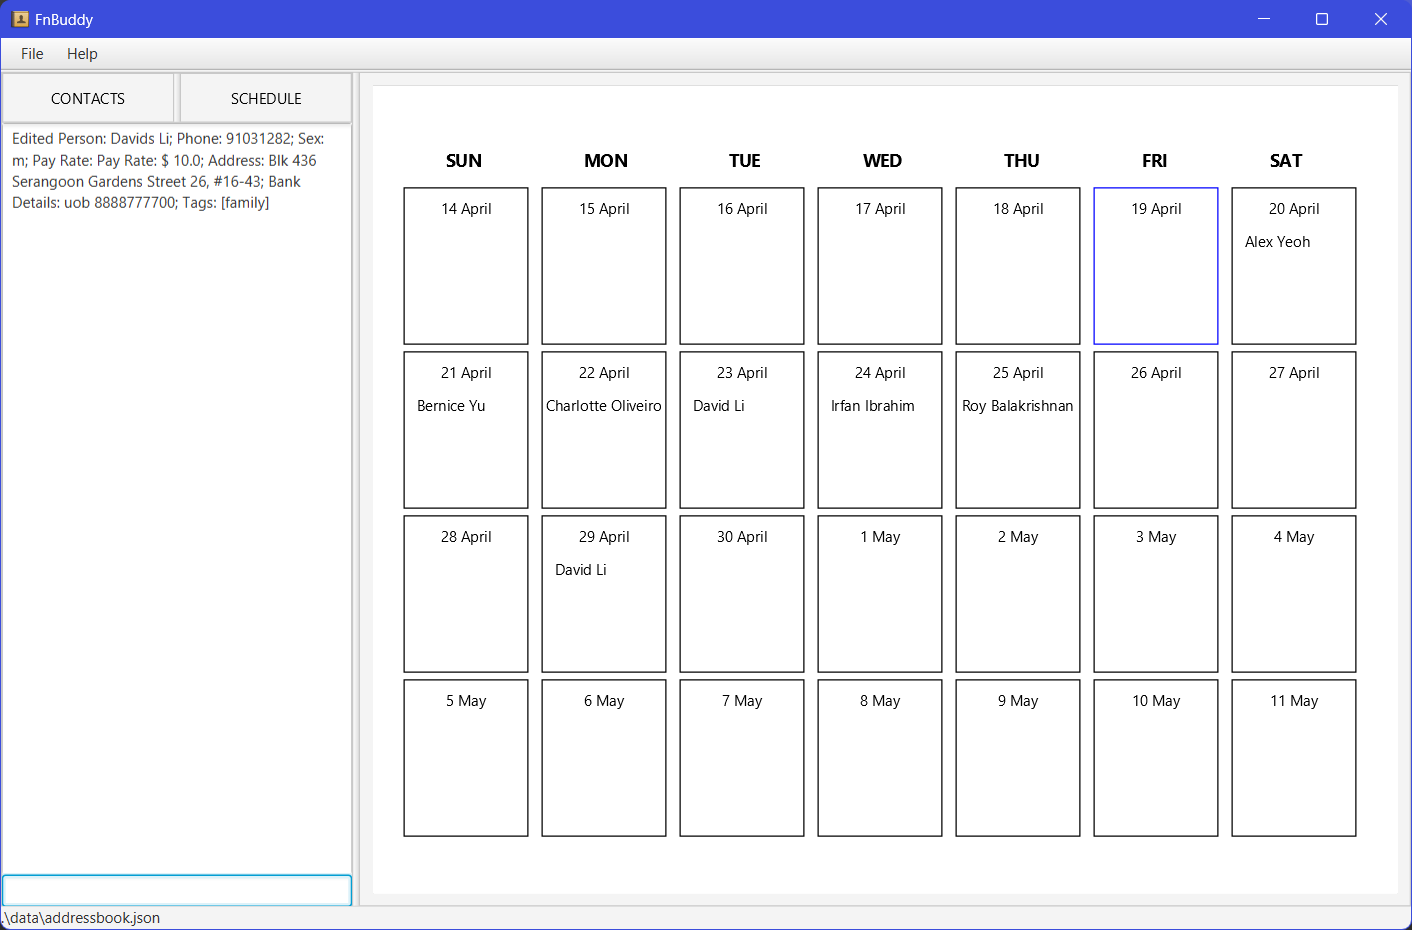 FnBuddy
File Help
CONTACTS SCHEDULE
Edited Person: Davids Li; Phone: 91031282; Sex:
m; Pay Rate: Pay Rate: $ 10.0; Address: Blk 436
Serangoon Gardens Street 26, #16-43; Bank
Details: uob 8888777700; Tags: [family]
SUN MON TUE WED THU FRI SAT
14 April 15 April 16 April 17 April 18 April 19 April 20 April
Alex Yeoh
21 April 22 April 23 April 24 April 25 April 26 April 27 April
Bernice Yu Charlotte Oliveiro David Li Irfan Ibrahim Roy Balakrishnan
28 April 29 April 30 April 1 May 2 May 3 May 4 May
David Li
5 May 6 May 7 May 8 May 9 May 10 May 11 May
.\data\addressbook.json